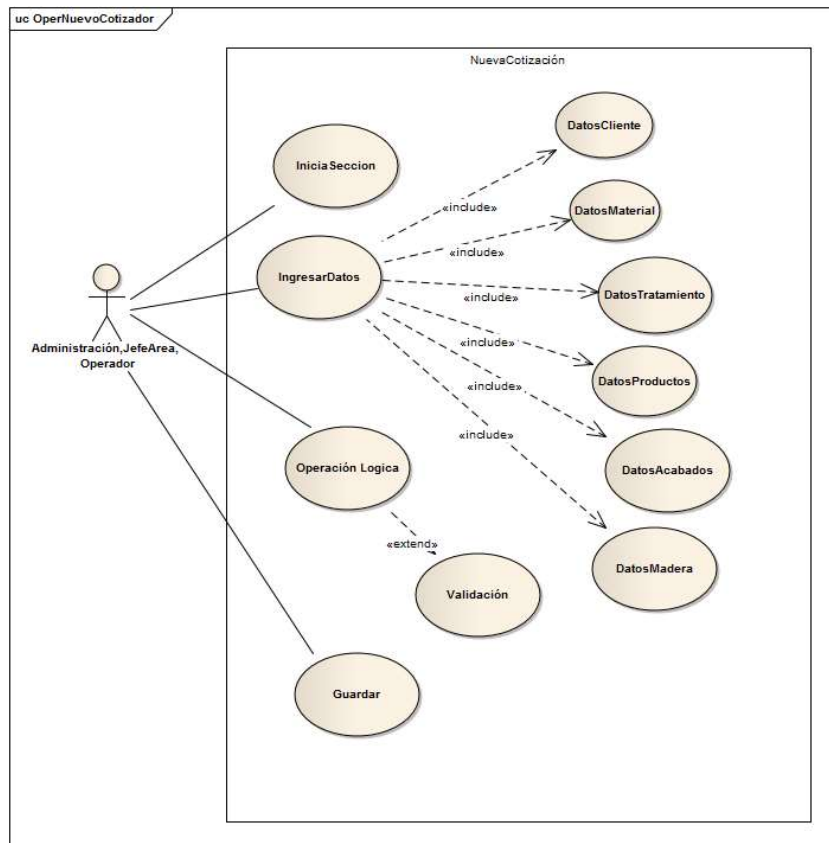 uc OperNuevoCotizador
NuevaCotización
DatosCliente
IniciaSeccion
«include»
DatosMaterial
«include»
IngresarDatos
DatosTratamiento
«include»
Administración,JefeArea,
Operador
«include»
DatosProductos
«include»
«include»
Operación Logica
DatosAcabados
«extend»
DatosMadera
Validación
Guardar